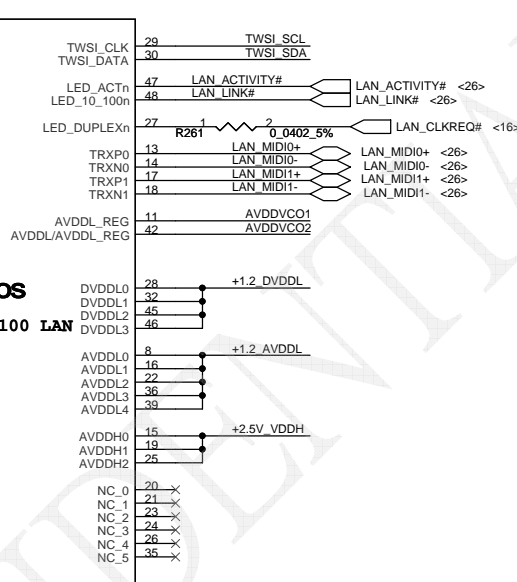 TWSI_CLK 29 TWSI_SCL
TWSI_DATA 30 TWSI_SDA
LED_ACTn 47 LAN_ACTIVITY# LAN_ACTIVITY# <26>
LED_10_100n 48 LAN_LINK# LAN_LINK# <26>
LED_DUPLEXn 27 1 2 LAN_CLKREQ# <16>
R261 0_0402_5%
TRXP0 13 LAN_MIDI0+ LAN_MIDI0+ <26>
TRXN0 14 LAN_MIDI0- LAN_MIDI0- <26>
TRXP1 17 LAN_MIDI1+ LAN_MIDI1+ <26>
TRXN1 18 LAN_MIDI1- LAN_MIDI1- <26>
AVDDL_REG 11 AVDDVCO1
AVDDL/AVDDL_REG 42 AVDDVCO2
OS
DVDDL0 28 +1.2_DVDDL
DVDDL1 32
DVDDL2 45
100 LAN DVDDL3 46
AVDDL0 8 +1.2_AVDDL
AVDDL1 16
AVDDL2 22
AVDDL3 36
AVDDL4 39
AVDDH0 15 +2.5V_VDDH
AVDDH1 19
AVDDH2 25
NC_0 20
NC_1 21
NC_2 23
NC_3 24
NC_4 26
NC_5 35
DENTIA